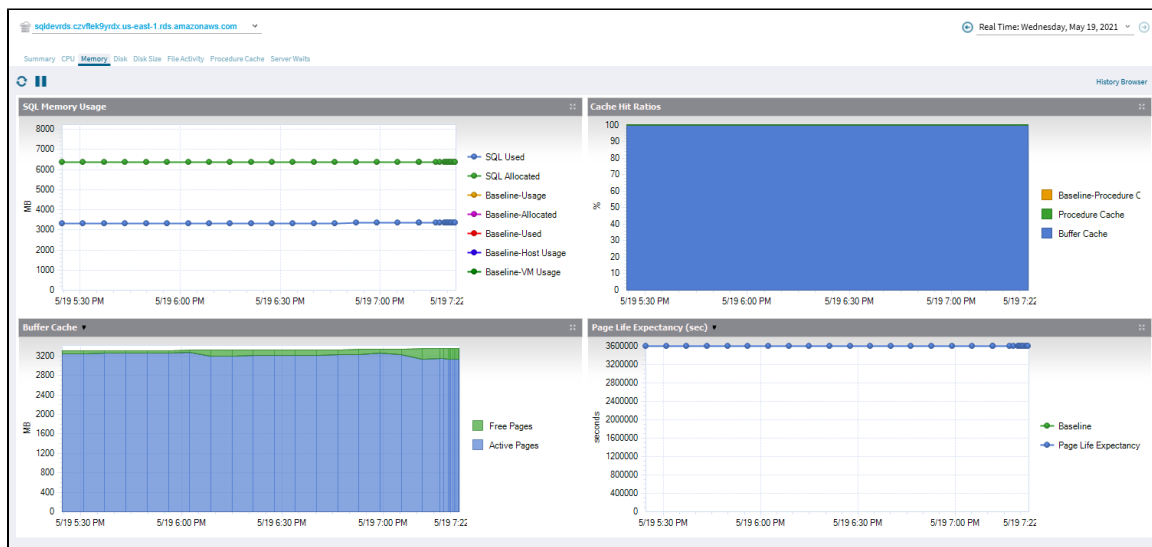 sqldevrds.czvflek9yrdx.us-east-1.rds.amazonaws.com
Real Time: Wednesday, May 19, 2021
Summary CPU Memory Disk Disk Size File Activity Procedure Cache Server Waits
History Browser
SQL Memory Usage
8000
7000
6000
5000
4000
3000
2000
1000
0
MB
5/19 5:30 PM 5/19 6:00 PM 5/19 6:30 PM 5/19 7:00 PM 5/19 7:22
SQL Used
SQL Allocated
Baseline-Usage
Baseline-Allocated
Baseline-Used
Baseline-Host Usage
Baseline-VM Usage
Cache Hit Ratios
100
90
80
70
60
50
40
30
20
10
0
%
5/19 5:30 PM 5/19 6:00 PM 5/19 6:30 PM 5/19 7:00 PM 5/19 7:22
Baseline-Procedure C
Procedure Cache
Buffer Cache
Buffer Cache
3200
2800
2400
2000
1600
1200
800
400
0
MB
5/19 5:30 PM 5/19 6:00 PM 5/19 6:30 PM 5/19 7:00 PM 5/19 7:22
Free Pages
Active Pages
Page Life Expectancy (sec)
3600000
3200000
2800000
2400000
2000000
1600000
1200000
800000
400000
0
seconds
5/19 5:30 PM 5/19 6:00 PM 5/19 6:30 PM 5/19 7:00 PM 5/19 7:22
Baseline
Page Life Expectancy